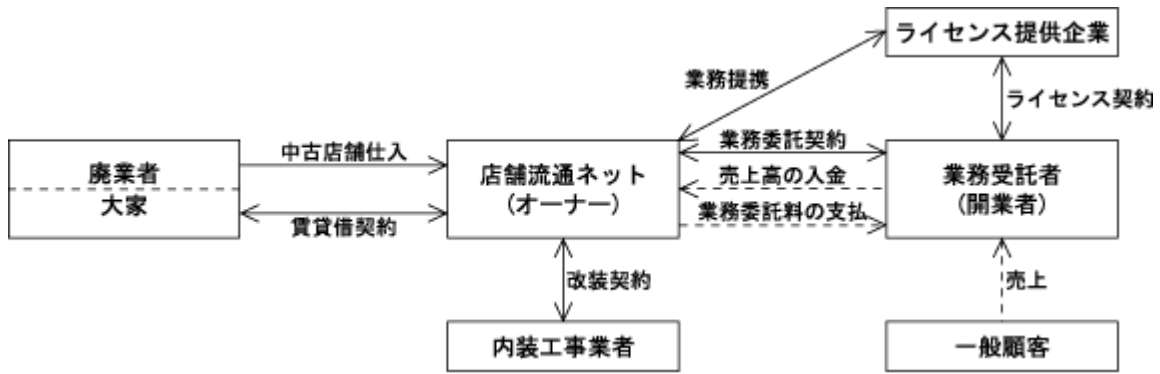 ライセンス提供企業
業務提携
ライセンス契約
廃業者
大家
中古店舗仕入
賃貸借契約
店舗流通ネット
(オーナー)
業務委託契約
売上高の入金
業務委託料の支払
業務受託者
(開業者)
改装契約
売上
内装工事業者
一般顧客